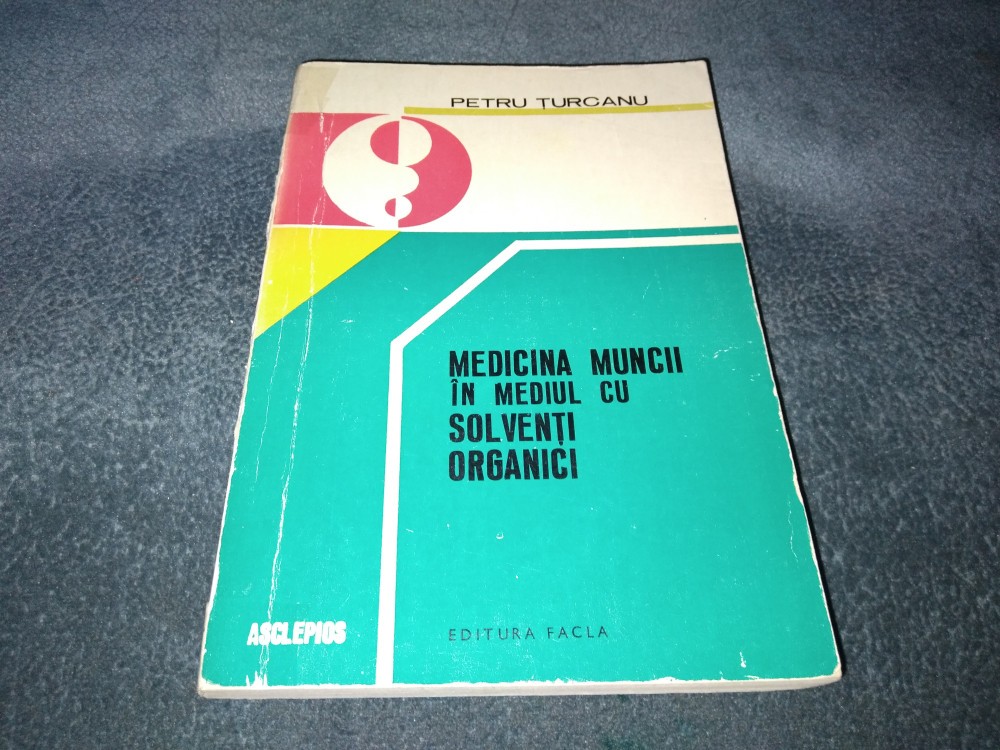 PETRU ȚURCANU
MEDICINA MUNCII
ÎN MEDIUL CU
SOLVENȚI
ORGANICI
ASCLEPIOS
EDITURA FACLA